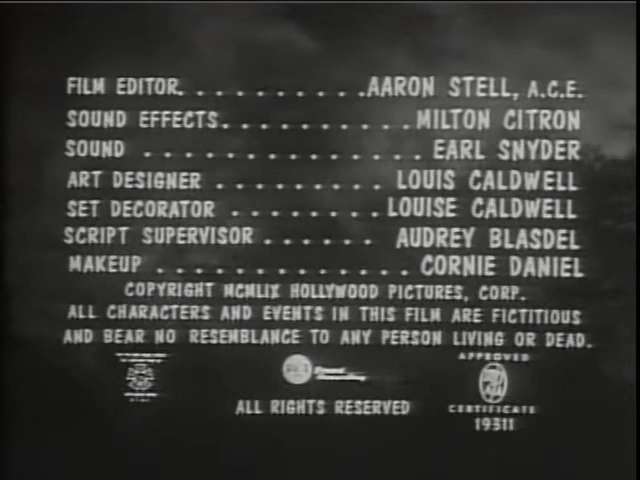 FILM EDITOR. . . . . . . . . . .AARON STELL, A.C.E.
SOUND EFFECTS. . . . . . . . . . MILTON CITRON
SOUND . . . . . . . . . . . . . . . EARL SNYDER
ART DESIGNER . . . . . . . . . LOUIS CALDWELL
SET DECORATOR . . . . . . . . LOUISE CALDWELL
SCRIPT SUPERVISOR . . . . . . AUDREY BLASDEL
MAKEUP . . . . . . . . . . . . . CORNIE DANIEL
COPYRIGHT MCMLIX HOLLYWOOD PICTURES, CORP.
ALL CHARACTERS AND EVENTS IN THIS FILM ARE FICTITIOUS
AND BEAR NO RESEMBLANCE TO ANY PERSON LIVING OR DEAD.
ALL RIGHTS RESERVED
APPROVED
CERTIFICATE
19311